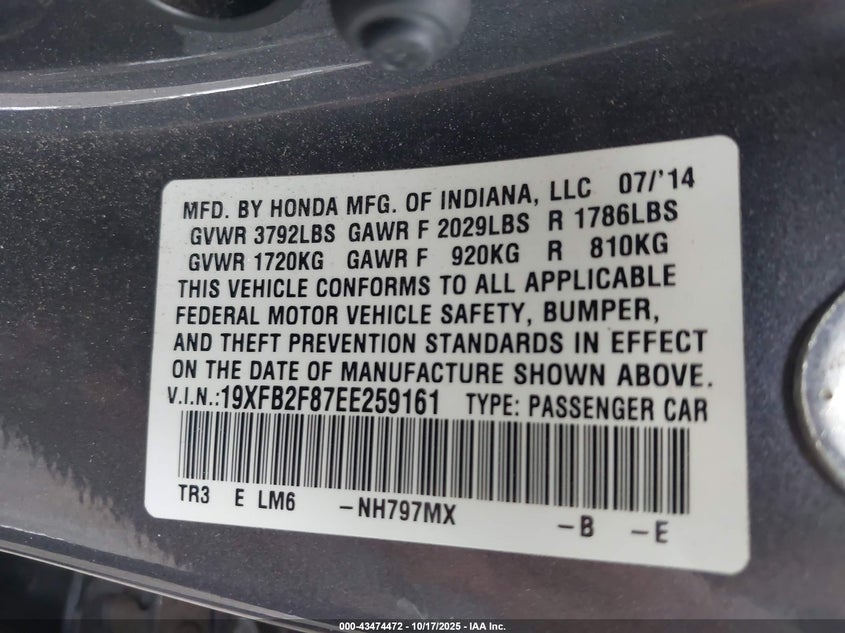 MFD. BY HONDA MFG. OF INDIANA, LLC 07/'14
GVWR 3792LBS GAWR F 2029LBS R 1786LBS
GVWR 1720KG GAWR F 920KG R 810KG
THIS VEHICLE CONFORMS TO ALL APPLICABLE
FEDERAL MOTOR VEHICLE SAFETY, BUMPER,
AND THEFT PREVENTION STANDARDS IN EFFECT
ON THE DATE OF MANUFACTURE SHOWN ABOVE.
V.I.N.:19XFB2F87EE259161 TYPE: PASSENGER CAR
TR3 E LM6 -NH797MX -B -E
000-43474472 | 10/17/2025 - IAA Inc.